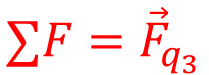 ∑F = F⃗_{q_3}